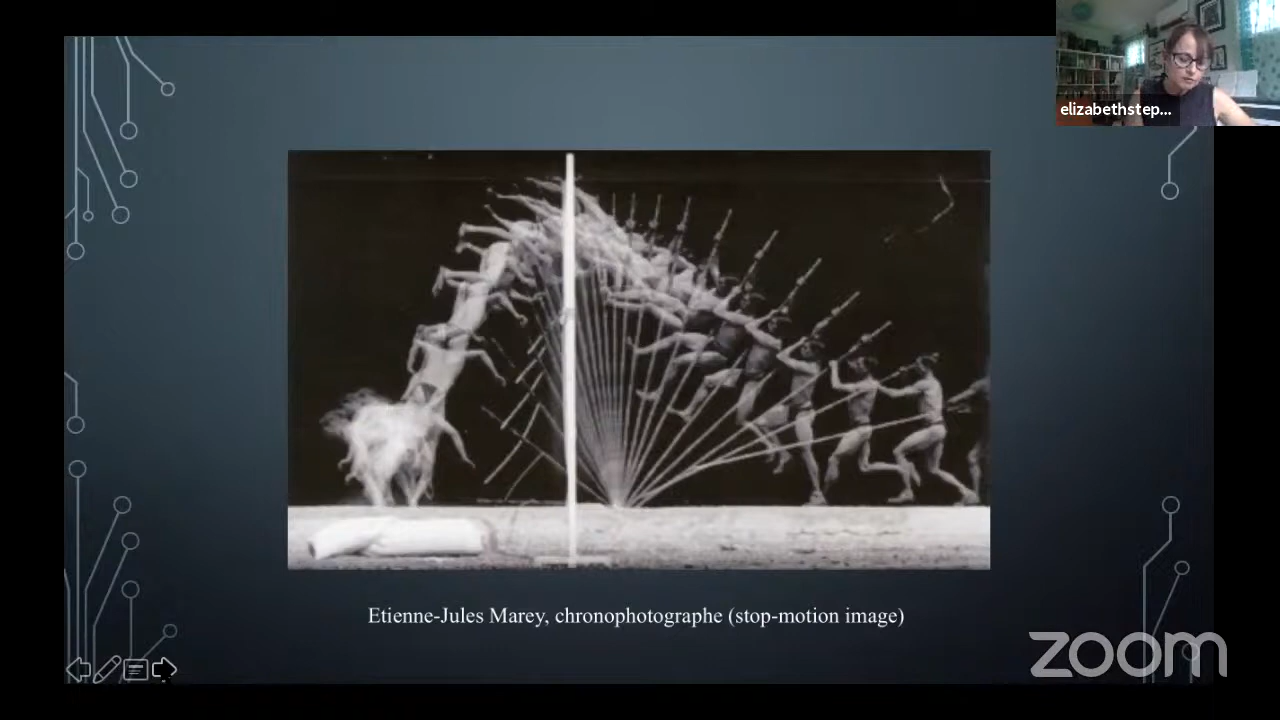 elizabethstep...
Etienne-Jules Marey, chronophotographe (stop-motion image)
zoom